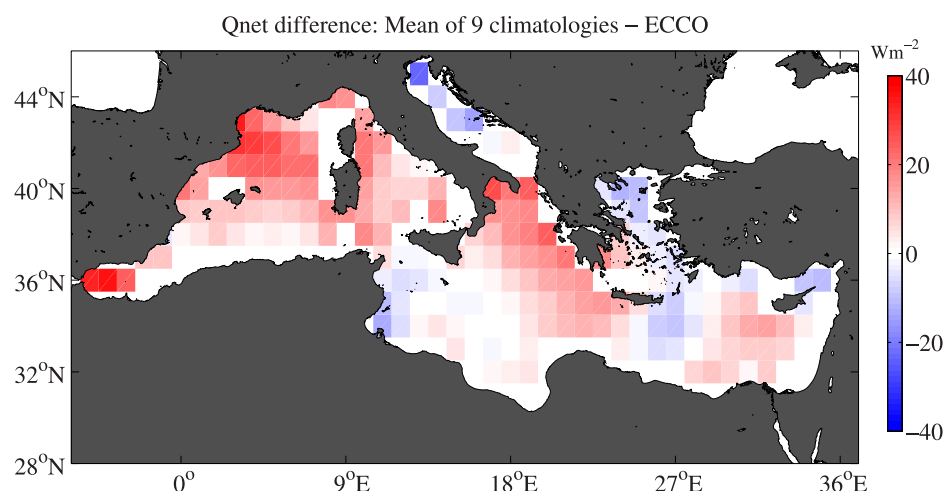 Qnet difference: Mean of 9 climatologies – ECCO
Wm⁻²
44°N
40°N
36°N
32°N
28°N
0°
9°E
18°E
27°E
36°E
40
20
0
−20
−40